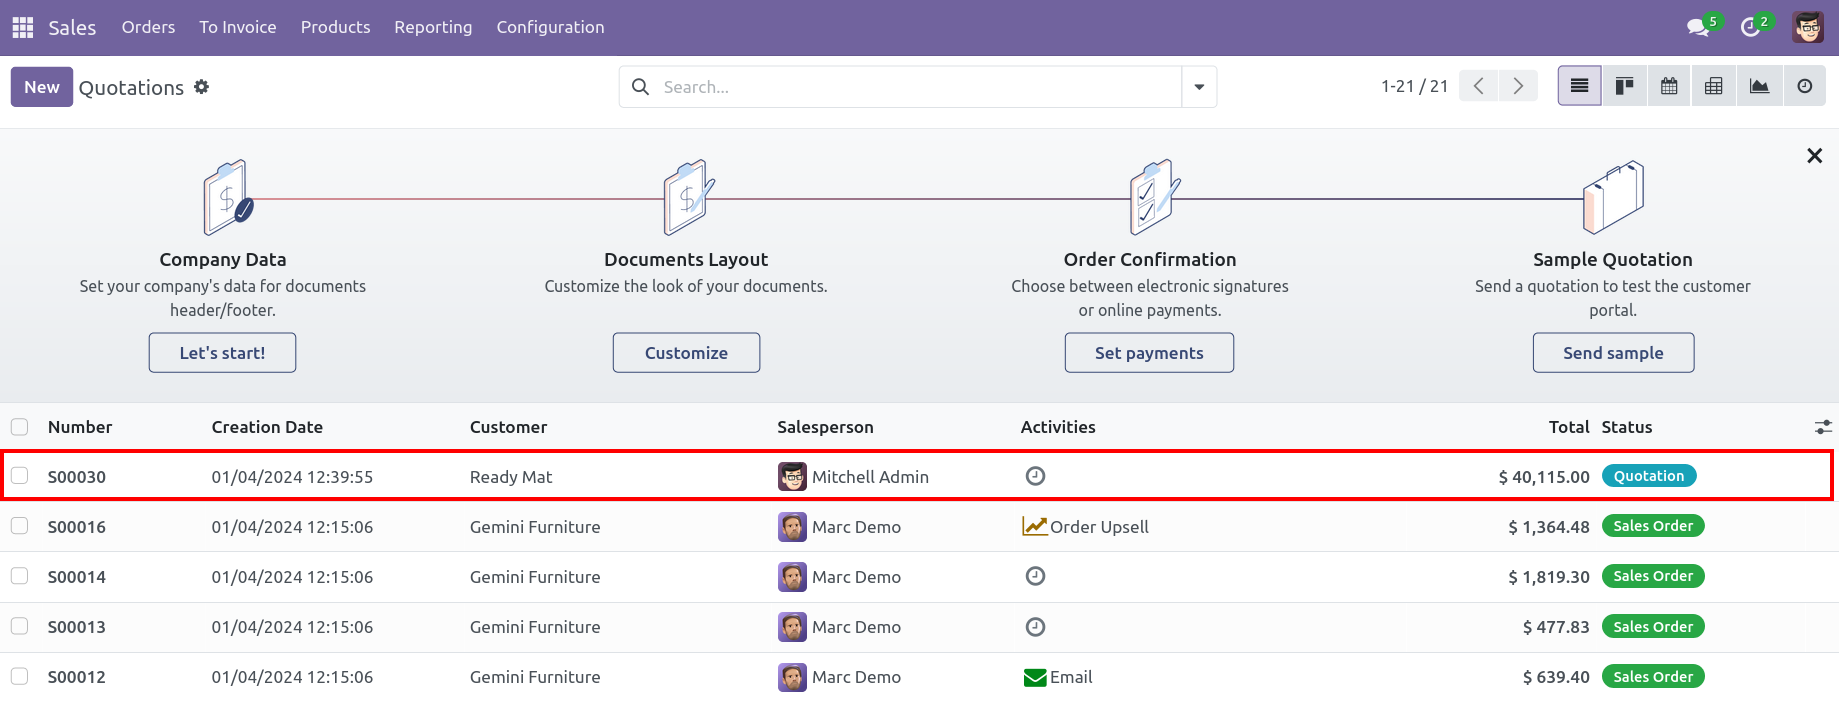 Sales Orders To Invoice Products Reporting Configuration 5 2
New Quotations Search... 1-21 / 21
Company Data Documents Layout Order Confirmation Sample Quotation
Set your company's data for documents Customize the look of your documents. Choose between electronic signatures Send a quotation to test the customer
header/footer. or online payments. portal.
Let's start! Customize Set payments Send sample
Number Creation Date Customer Salesperson Activities Total Status
S00030 01/04/2024 12:39:55 Ready Mat Mitchell Admin $ 40,115.00 Quotation
S00016 01/04/2024 12:15:06 Gemini Furniture Marc Demo Order Upsell $ 1,364.48 Sales Order
S00014 01/04/2024 12:15:06 Gemini Furniture Marc Demo $ 1,819.30 Sales Order
S00013 01/04/2024 12:15:06 Gemini Furniture Marc Demo $ 477.83 Sales Order
S00012 01/04/2024 12:15:06 Gemini Furniture Marc Demo Email $ 639.40 Sales Order